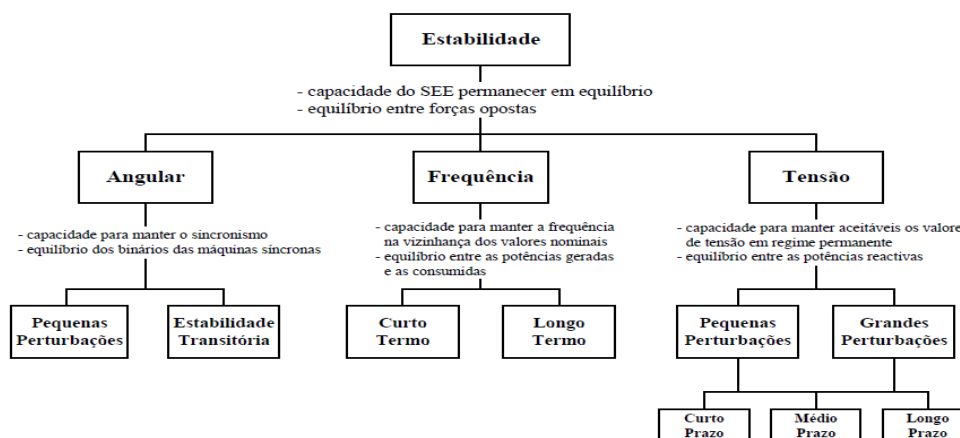 Estabilidade
- capacidade do SEE permanecer em equilíbrio
- equilíbrio entre forças opostas
Angular
- capacidade para manter o sincronismo
- equilíbrio dos binários das máquinas síncronas
Pequenas
Perturbações
Estabilidade
Transitória
Frequência
- capacidade para manter a frequência
na vizinhança dos valores nominais
- equilíbrio entre as potências geradas
e as consumidas
Curto
Termo
Longo
Termo
Tensão
- capacidade para manter aceitáveis os valore
de tensão em regime permanente
- equilíbrio entre as potências reactivas
Pequenas
Perturbações
Grandes
Perturbações
Curto
Prazo
Médio
Prazo
Longo
Prazo